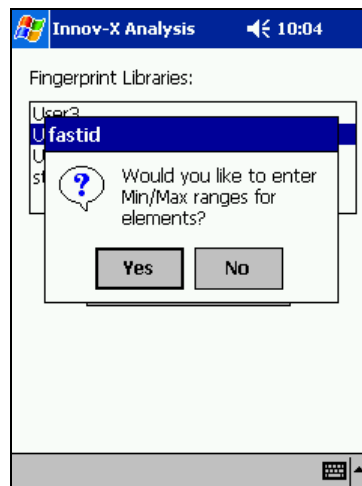 Innov-X Analysis 10:04
Fingerprint Libraries:
User3
fastid
Would you like to enter
Min/Max ranges for
elements?
Yes No